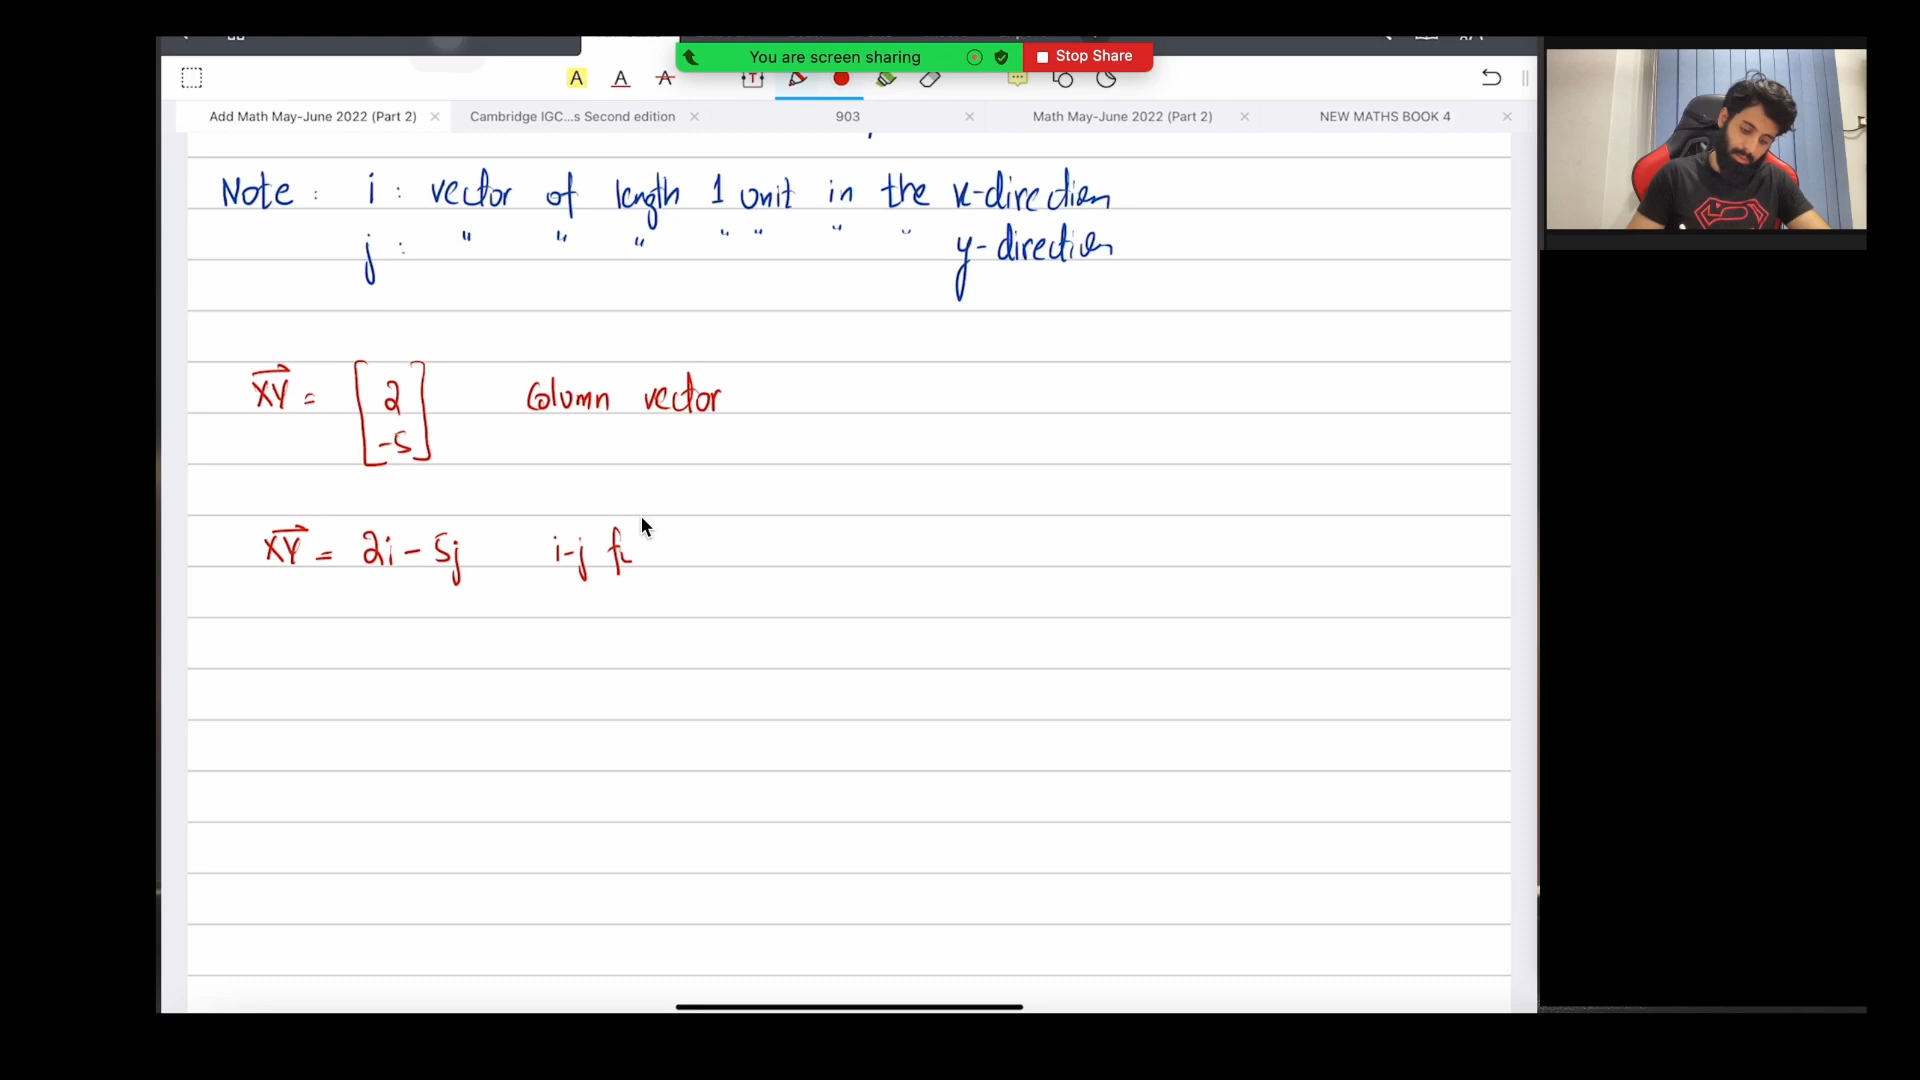 You are screen sharing Stop Share
Add Math May-June 2022 (Part 2) Cambridge IGC...s Second edition 903 Math May-June 2022 (Part 2) NEW MATHS BOOK 4
Note : i : vector of length 1 unit in the x-direction
j : " " " " " " " y-direction
XY = [2 -5] Column vector
XY = 2i - 5j i-j